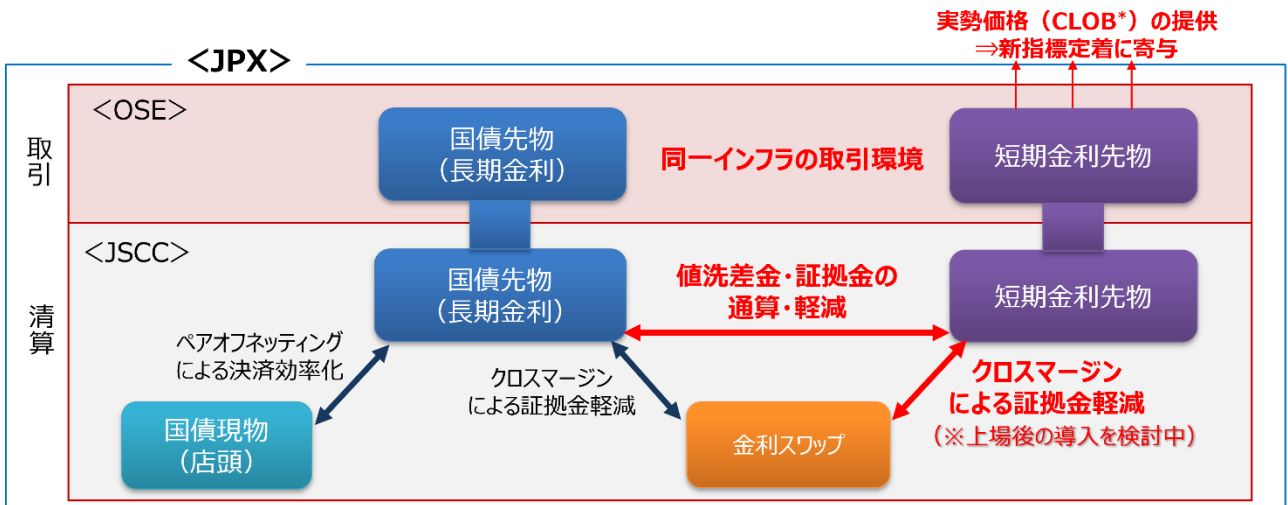 実勢価格（CLOB*）の提供
⇒新指標定着に寄与
＜JPX＞
＜OSE＞
取引
国債先物
（長期金利）
同一インフラの取引環境
短期金利先物
＜JSCC＞
清算
国債先物
（長期金利）
値洗差金・証拠金の
通算・軽減
短期金利先物
ペアオフネッティング
による決済効率化
クロスマージン
による証拠金軽減
クロスマージン
による証拠金軽減
（※上場後の導入を検討中）
国債現物
（店頭）
金利スワップ